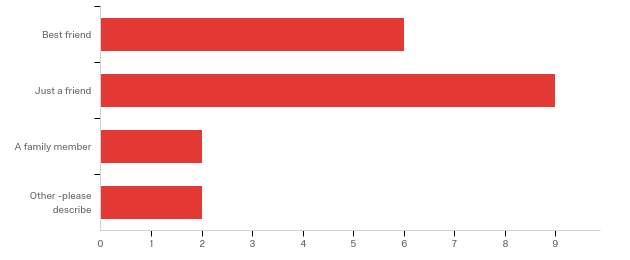 Best friend
Just a friend
A family member
Other -please
describe
0 1 2 3 4 5 6 7 8 9